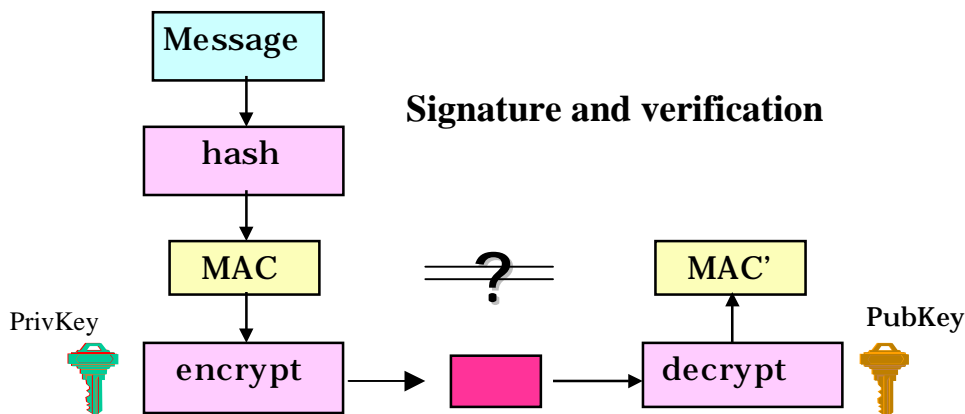 Message
Signature and verification
hash
MAC
?
MAC’
PrivKey
PubKey
encrypt
decrypt